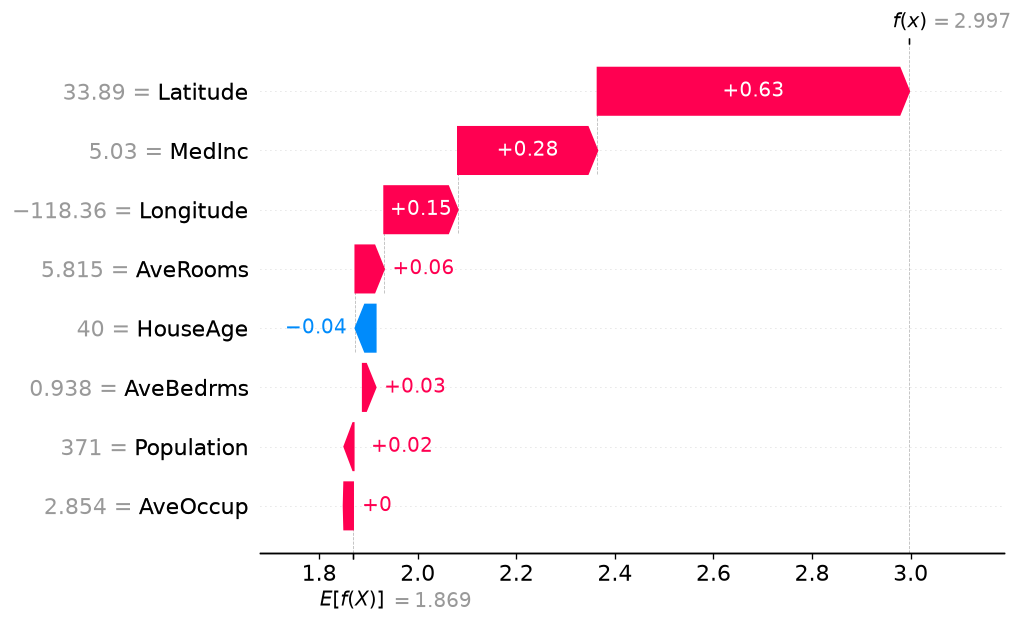 f(x) = 2.997
33.89 = Latitude +0.63
5.03 = MedInc +0.28
−118.36 = Longitude +0.15
5.815 = AveRooms +0.06
40 = HouseAge −0.04
0.938 = AveBedrms +0.03
371 = Population +0.02
2.854 = AveOccup +0
1.8 2.0 2.2 2.4 2.6 2.8 3.0
E[f(X)] = 1.869